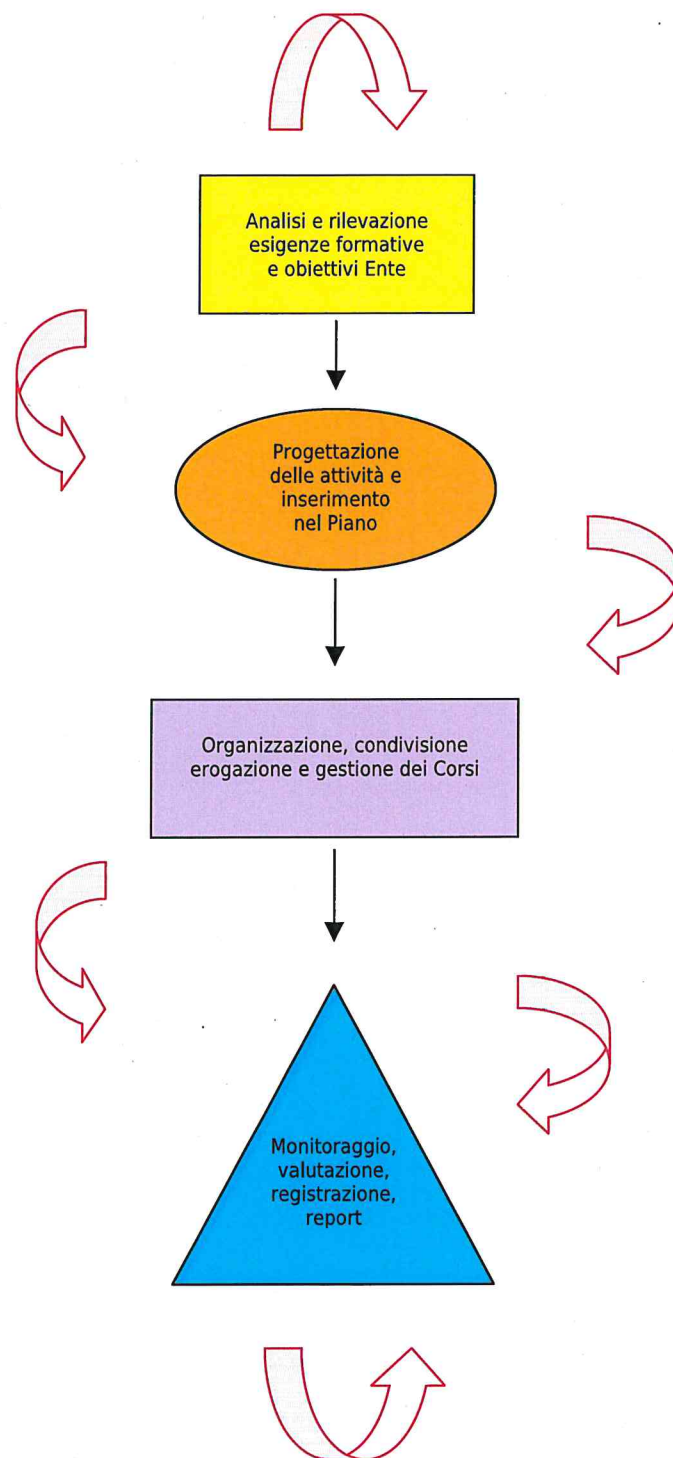 Analisi e rilevazione
esigenze formative
e obiettivi Ente
Progettazione
delle attività e
inserimento
nel Piano
Organizzazione, condivisione
erogazione e gestione dei Corsi
Monitoraggio,
valutazione,
registrazione,
report